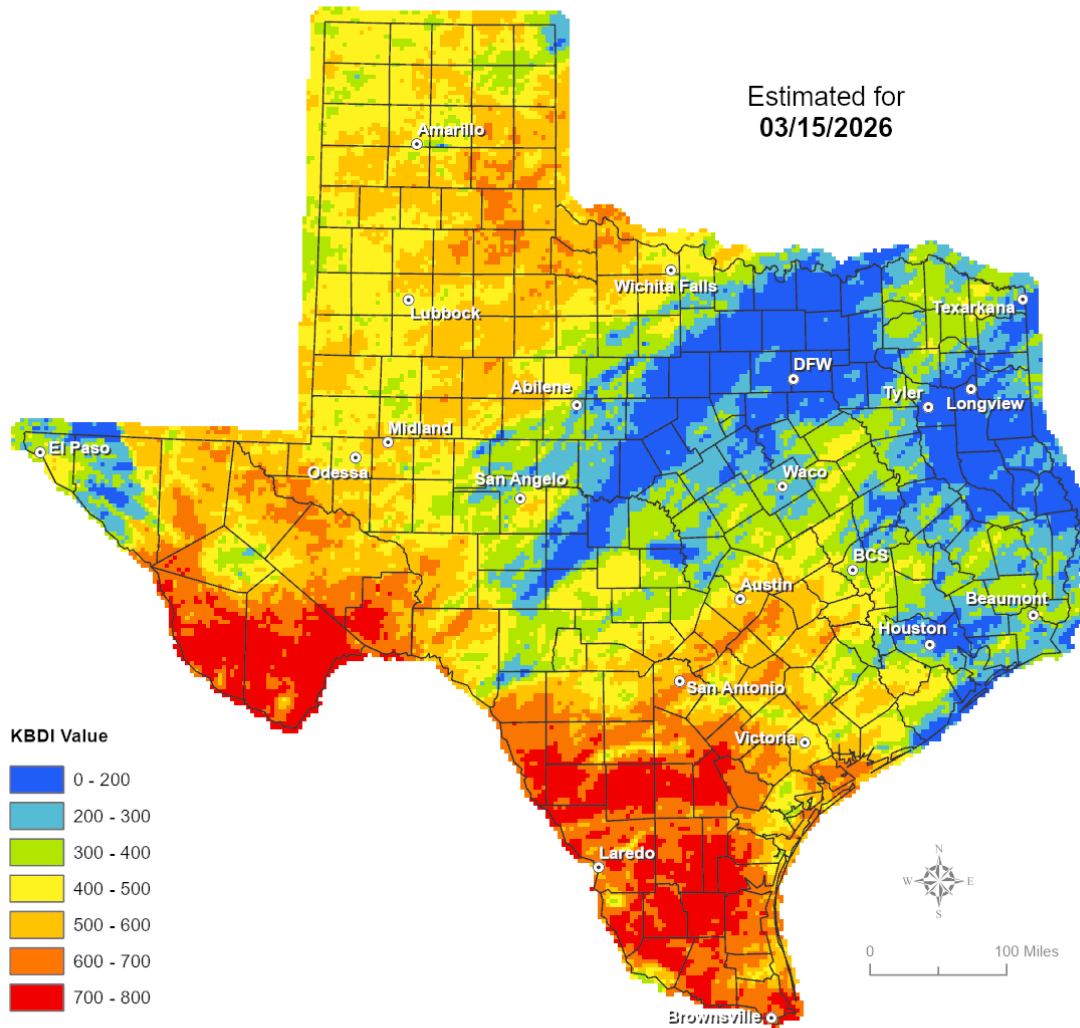 Estimated for
03/15/2026
Amarillo
Wichita Falls
Lubbock
Texarkana
DFW
Abilene
Tyler
Longview
Midland
El Paso
Odessa
San Angelo
Waco
BCS
Austin
Beaumont
Houston
San Antonio
Victoria
KBDI Value
0 - 200
200 - 300
300 - 400
400 - 500
500 - 600
600 - 700
700 - 800
Laredo
N
W E
S
0 100 Miles
Brownsville